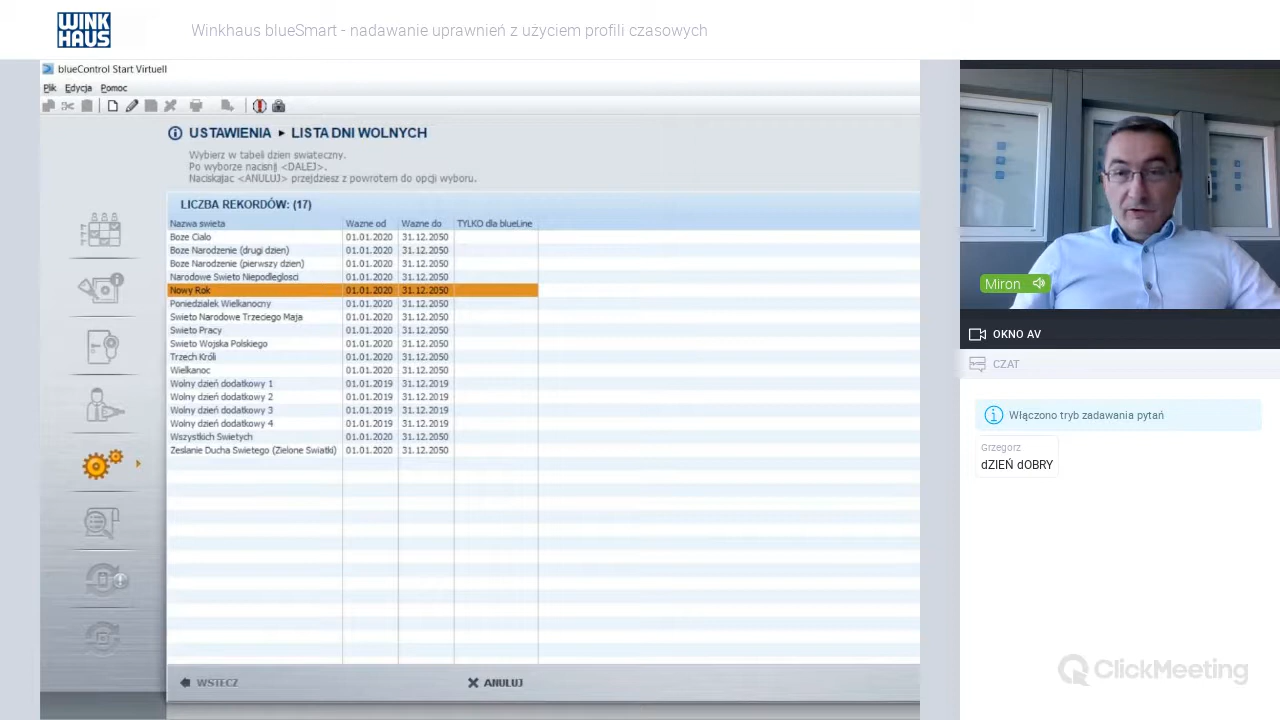 WINK
HAUS
Winkhaus blueSmart - nadawanie uprawnień z użyciem profili czasowych
blueControl Start Virtuell
Plik Edycja Pomoc
USTAWIENIA ▸ LISTA DNI WOLNYCH
Wybierz w tabeli dzien swiateczny.
Po wyborze nacisnij <DALEJ>.
Naciskajac <ANULUJ> przejdziesz z powrotem do opcji wyboru.
LICZBA REKORDÓW: (17)
Nazwa swieta Wazne od Wazne do TYLKO dla blueLine
Boze Cialo 01.01.2020 31.12.2050
Boze Narodzenie (drugi dzien) 01.01.2020 31.12.2050
Boze Narodzenie (pierwszy dzien) 01.01.2020 31.12.2050
Narodowe Swieto Niepodleglosci 01.01.2020 31.12.2050
Nowy Rok 01.01.2020 31.12.2050
Poniedzialek Wielkanocny 01.01.2020 31.12.2050
Swieto Narodowe Trzeciego Maja 01.01.2020 31.12.2050
Swieto Pracy 01.01.2020 31.12.2050
Swieto Wojska Polskiego 01.01.2020 31.12.2050
Trzech Króli 01.01.2020 31.12.2050
Wielkanoc 01.01.2020 31.12.2050
Wolny dzień dodatkowy 1 01.01.2019 31.12.2019
Wolny dzień dodatkowy 2 01.01.2019 31.12.2019
Wolny dzień dodatkowy 3 01.01.2019 31.12.2019
Wolny dzień dodatkowy 4 01.01.2019 31.12.2019
Wszystkich Swietych 01.01.2020 31.12.2050
Zeslanie Ducha Swietego (Zielone Swiatki) 01.01.2020 31.12.2050
WSTECZ ANULUJ
Miron
OKNO AV
CZAT
Włączono tryb zadawania pytań
Grzegorz
dZIEŃ dOBRY
ClickMeeting